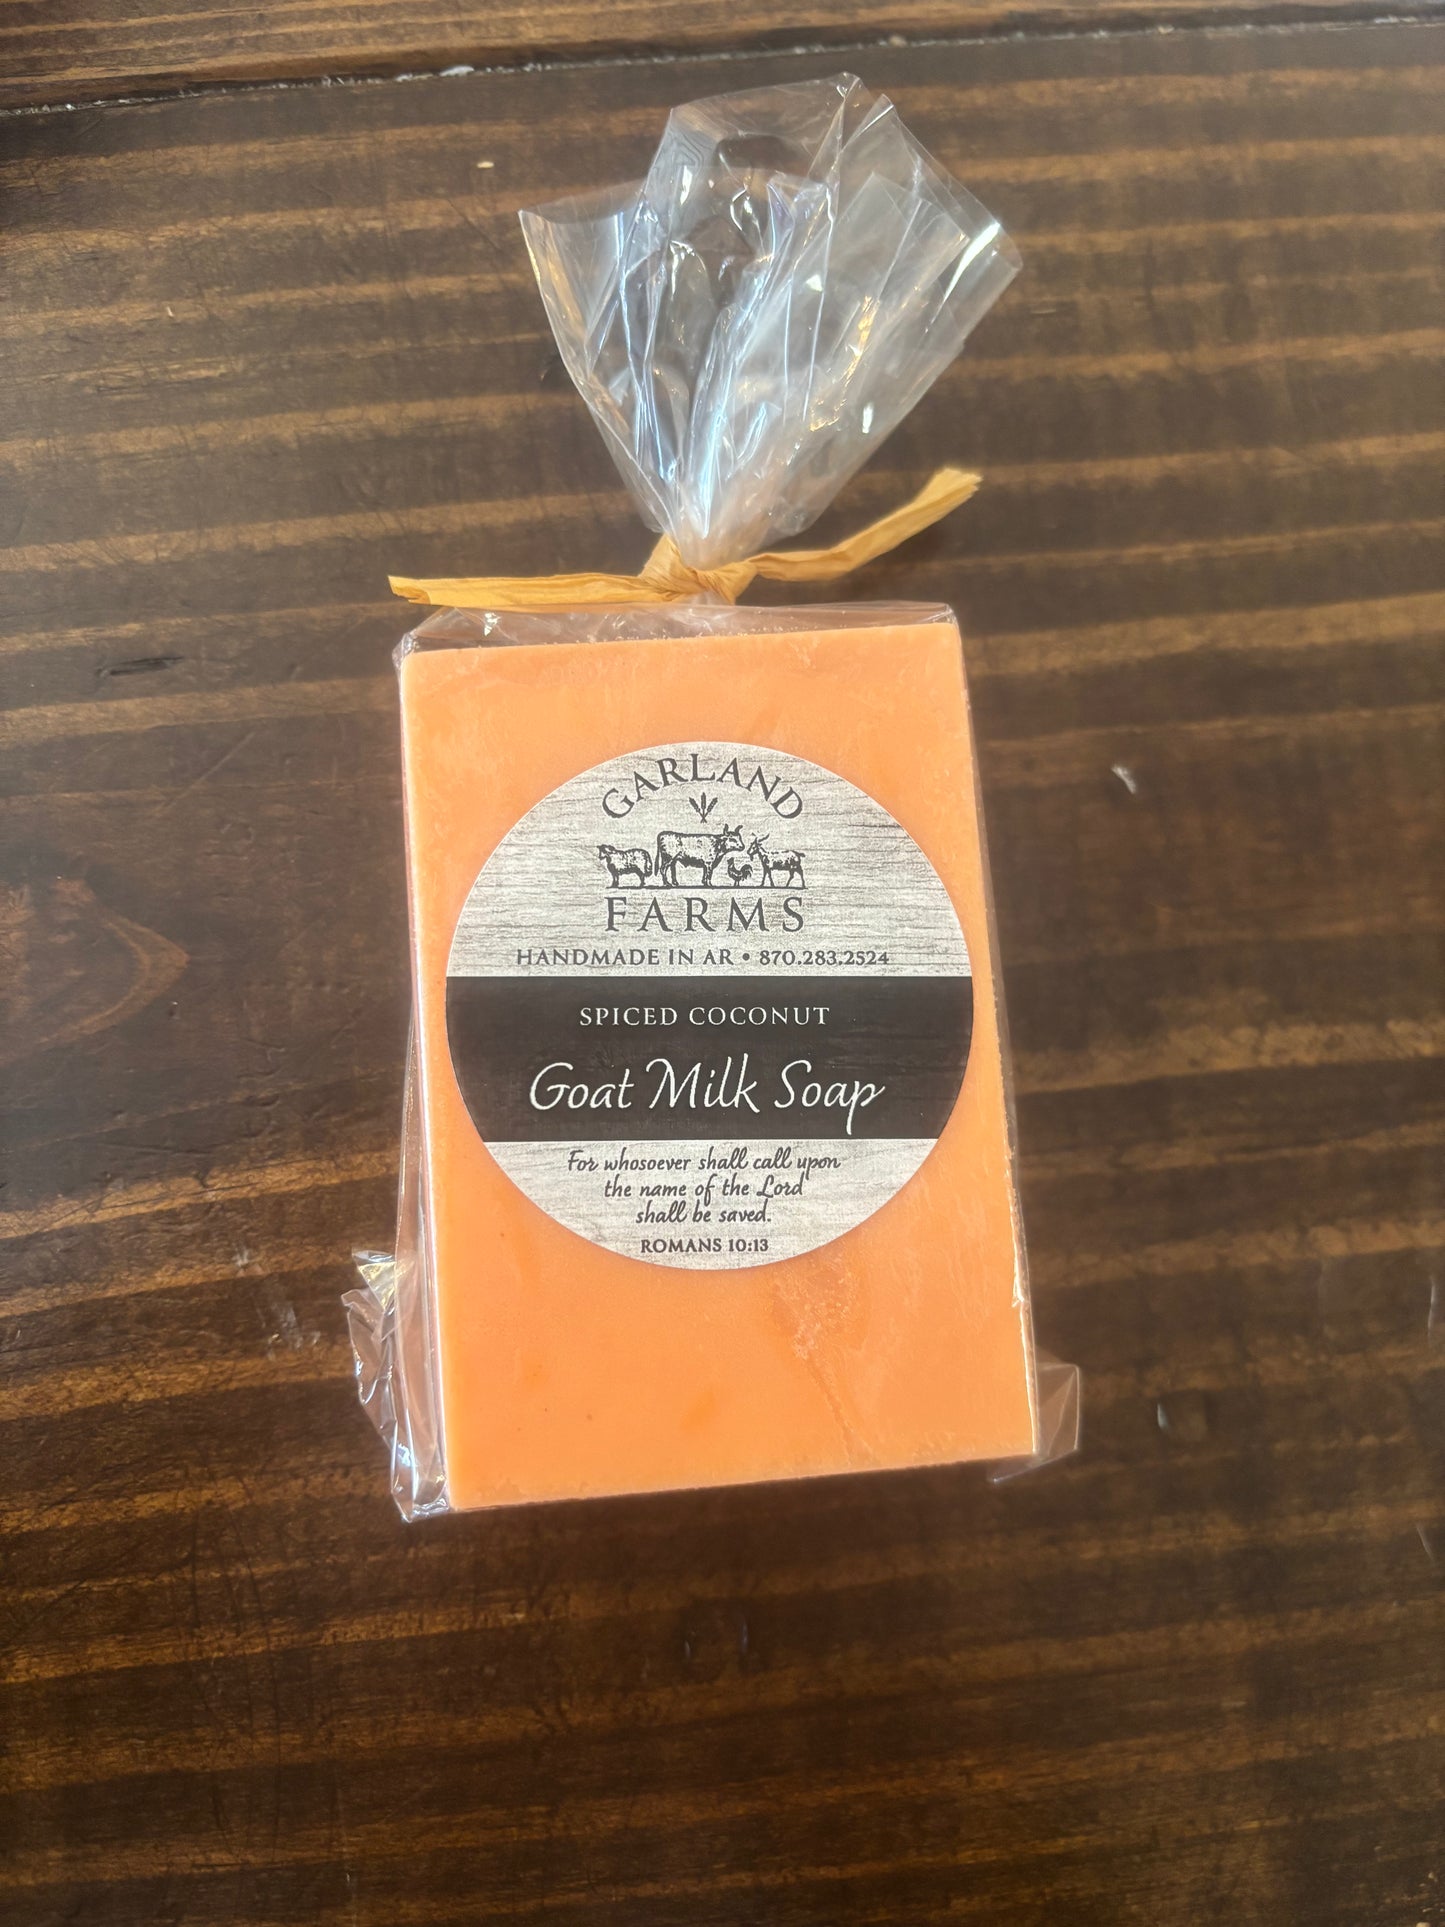 GARLAND
FARMS
HANDMADE IN AR • 870.283.2524
SPICED COCONUT
Goat Milk Soap
For whosoever shall call upon
the name of the Lord
shall be saved.
ROMANS 10:13